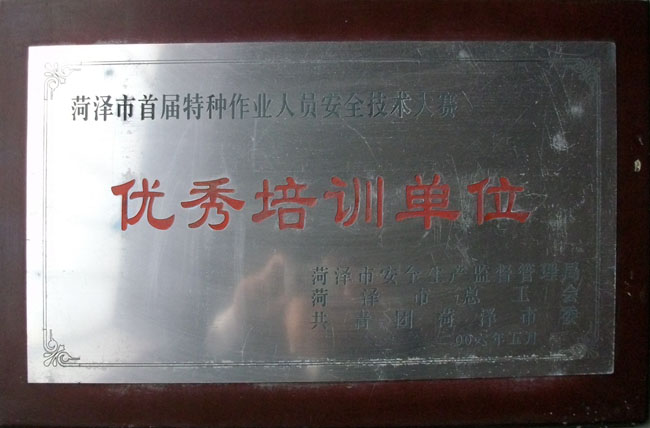 菏泽市首届特种作业人员安全技术大赛
优秀培训单位
菏泽市安全生产监督管理局
菏泽市总工会
共青团菏泽市委
年五月